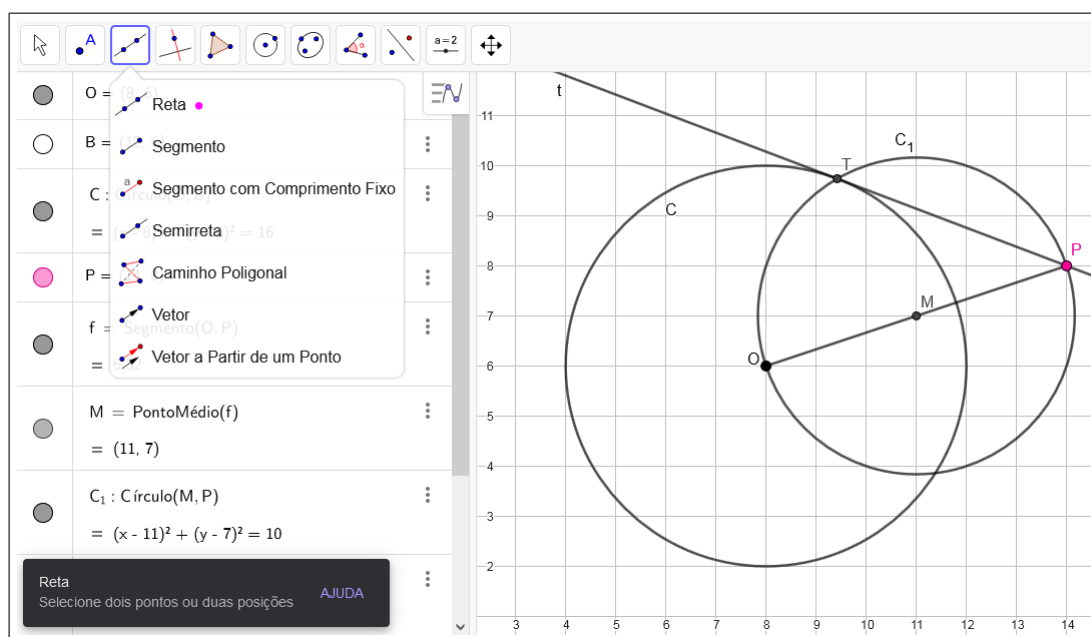 A
α
a=2
O =
Reta
B =
Segmento
C :
a
Segmento com Comprimento Fixo
= )² = 16
Semirreta
P =
Caminho Poligonal
f = Segmento(O, P)
Vetor
=
Vetor a Partir de um Ponto
M = PontoMédio(f)
= (11, 7)
C₁ : Círculo(M, P)
= (x - 11)² + (y - 7)² = 10
Reta
Selecione dois pontos ou duas posições
AJUDA
t
11
C₁
10
T
C
9
P
8
M
7
O
6
5
4
3
2
3 4 5 6 7 8 9 10 11 12 13 14